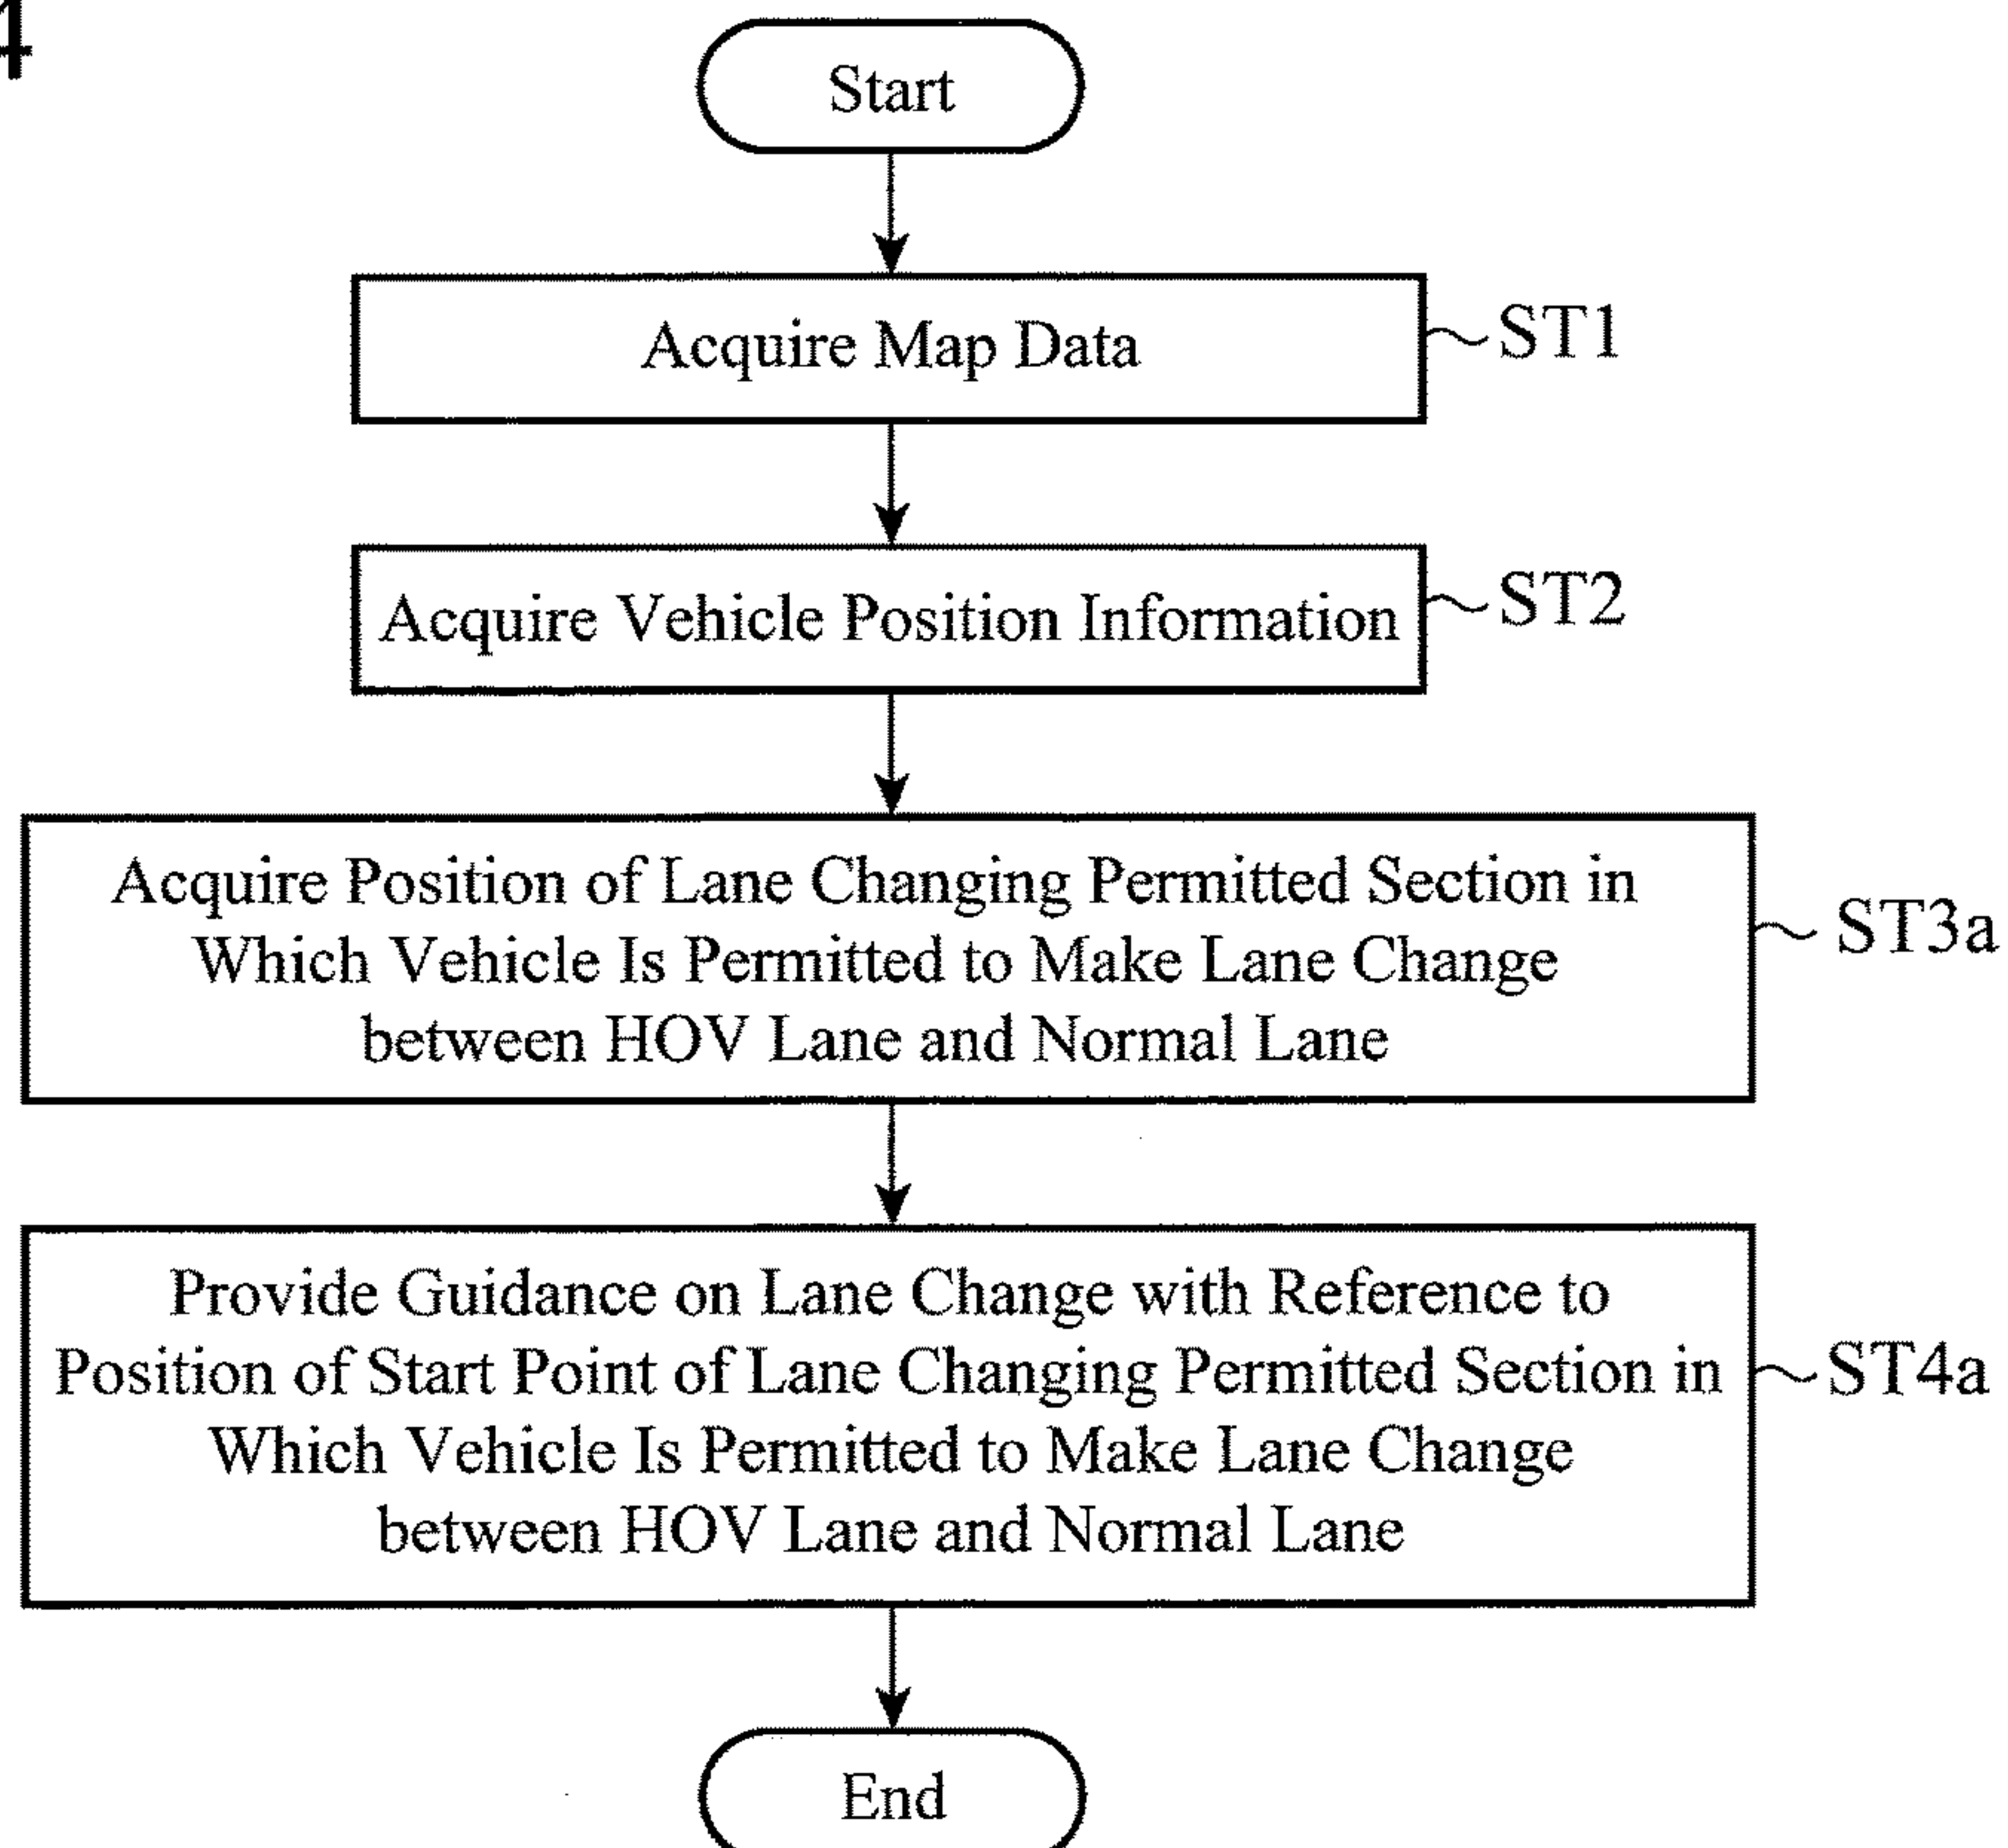 4
Start
Acquire Map Data
ST1
Acquire Vehicle Position Information
ST2
Acquire Position of Lane Changing Permitted Section in
Which Vehicle Is Permitted to Make Lane Change
between HOV Lane and Normal Lane
ST3a
Provide Guidance on Lane Change with Reference to
Position of Start Point of Lane Changing Permitted Section in
Which Vehicle Is Permitted to Make Lane Change
between HOV Lane and Normal Lane
ST4a
End